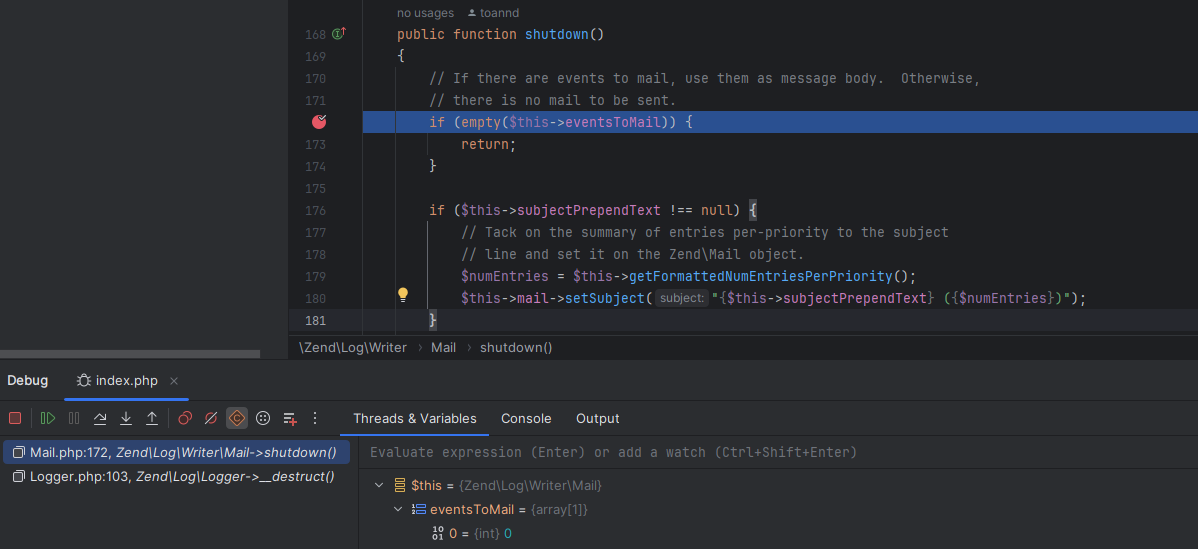 no usages toannd
168 public function shutdown()
169 {
170 // If there are events to mail, use them as message body.  Otherwise,
171 // there is no mail to be sent.
if (empty($this->eventsToMail)) {
173 return;
174 }
175
176 if ($this->subjectPrependText !== null) {
177 // Tack on the summary of entries per-priority to the subject
178 // line and set it on the Zend\Mail object.
179 $numEntries = $this->getFormattedNumEntriesPerPriority();
180 $this->mail->setSubject( subject: "{$this->subjectPrependText} ({$numEntries})");
181 }
\Zend\Log\Writer › Mail › shutdown()
Debug index.php ×
Threads & Variables Console Output
Mail.php:172, Zend\Log\Writer\Mail->shutdown()
Logger.php:103, Zend\Log\Logger->__destruct()
Evaluate expression (Enter) or add a watch (Ctrl+Shift+Enter)
$this = {Zend\Log\Writer\Mail}
eventsToMail = {array[1]}
0 = {int} 0